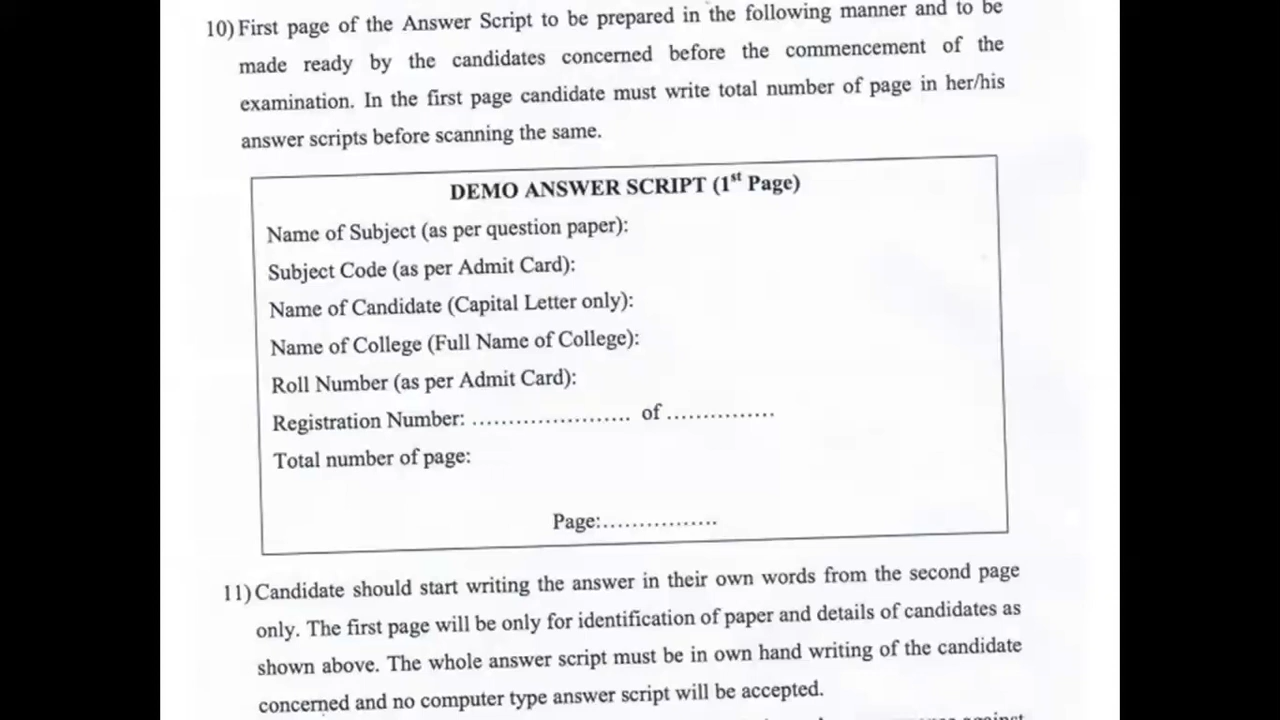 10) First page of the Answer Script to be prepared in the following manner and to be
made ready by the candidates concerned before the commencement of the
examination. In the first page candidate must write total number of page in her/his
answer scripts before scanning the same.
DEMO ANSWER SCRIPT (1st Page)
Name of Subject (as per question paper):
Subject Code (as per Admit Card):
Name of Candidate (Capital Letter only):
Name of College (Full Name of College):
Roll Number (as per Admit Card):
Registration Number: ...................... of ...............
Total number of page:
Page:................
11) Candidate should start writing the answer in their own words from the second page
only. The first page will be only for identification of paper and details of candidates as
shown above. The whole answer script must be in own hand writing of the candidate
concerned and no computer type answer script will be accepted.
against